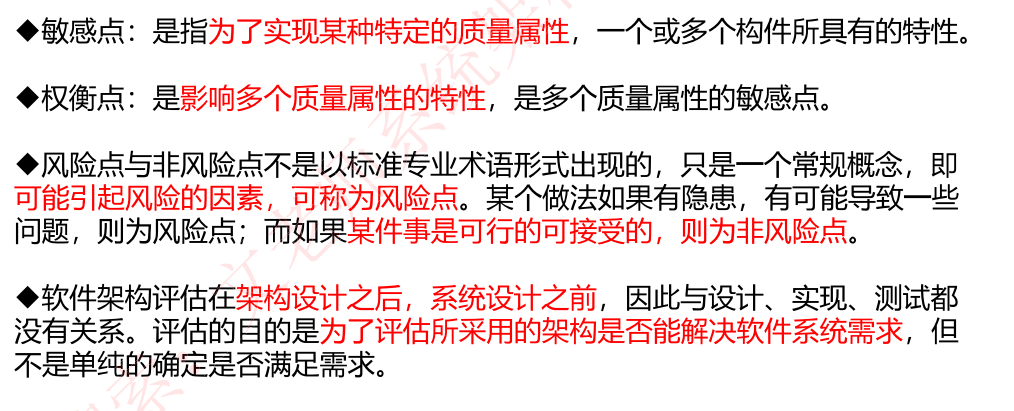 ◆敏感点：是指为了实现某种特定的质量属性，一个或多个构件所具有的特性。
◆权衡点：是影响多个质量属性的特性，是多个质量属性的敏感点。
◆风险点与非风险点不是以标准专业术语形式出现的，只是一个常规概念，即
可能引起风险的因素，可称为风险点。某个做法如果有隐患，有可能导致一些
问题，则为风险点；而如果某件事是可行的可接受的，则为非风险点。
◆软件架构评估在架构设计之后，系统设计之前，因此与设计、实现、测试都
没有关系。评估的目的是为了评估所采用的架构是否能解决软件系统需求，但
不是单纯的确定是否满足需求。